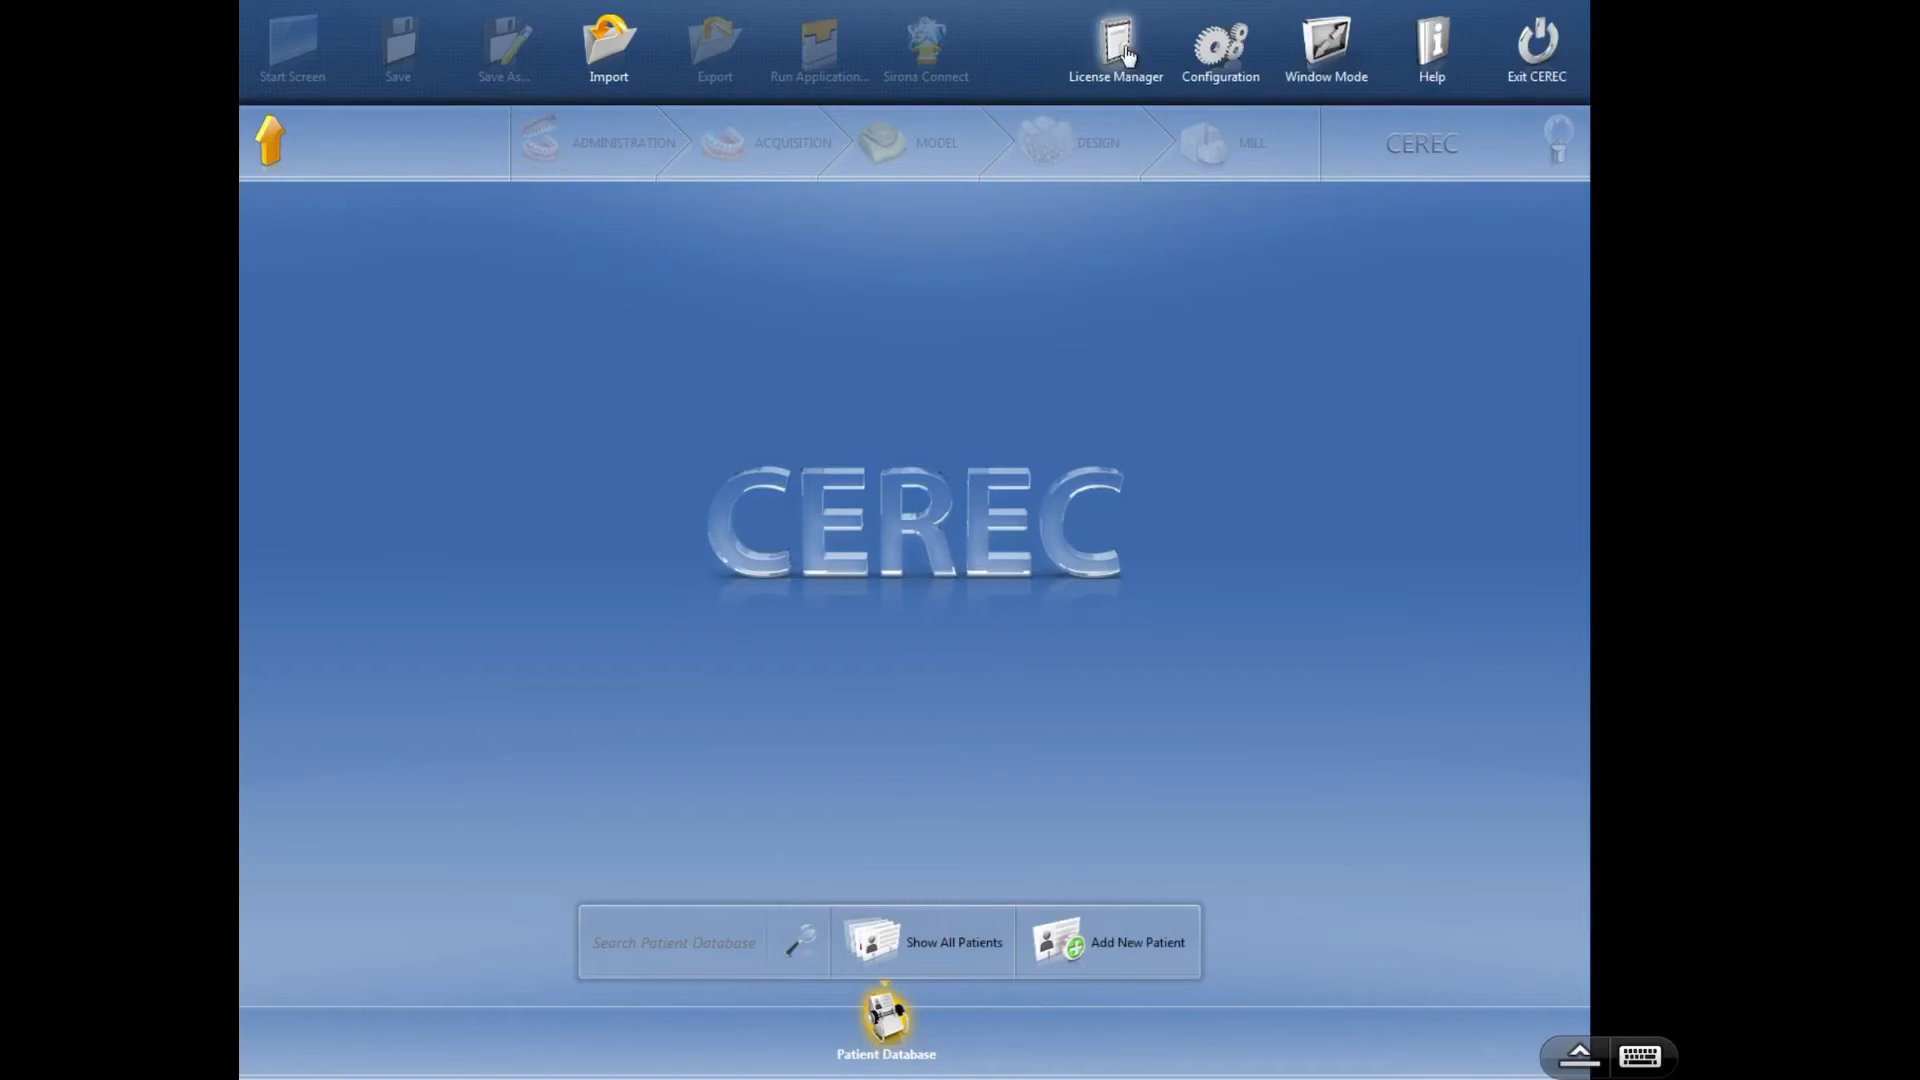 Start Screen
Save
Save As...
Import
Export
Run Application...
Sirona Connect
License Manager
Configuration
Window Mode
Help
Exit CEREC
ADMINISTRATION
ACQUISITION
MODEL
DESIGN
MILL
CEREC
CEREC
Search Patient Database
Show All Patients
Add New Patient
Patient Database